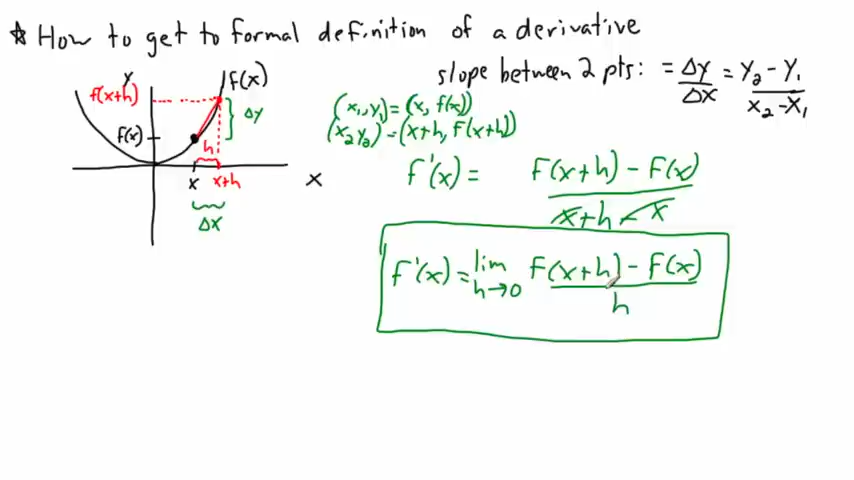 ★ How to get to formal definition of a derivative
slope between 2 pts: = Δy/Δx = (y₂ - y₁)/(x₂ - x₁)
y
f(x)
f(x+h)
Δy
(x₁, y₁) = (x, f(x))
(x₂ y₂) = (x+h, F(x+h))
f(x)
h
x
x+h
x
Δx
f'(x) = (F(x+h) - F(x))/(x+h - x)
f'(x) = lim h→0 (F(x+h) - F(x))/h